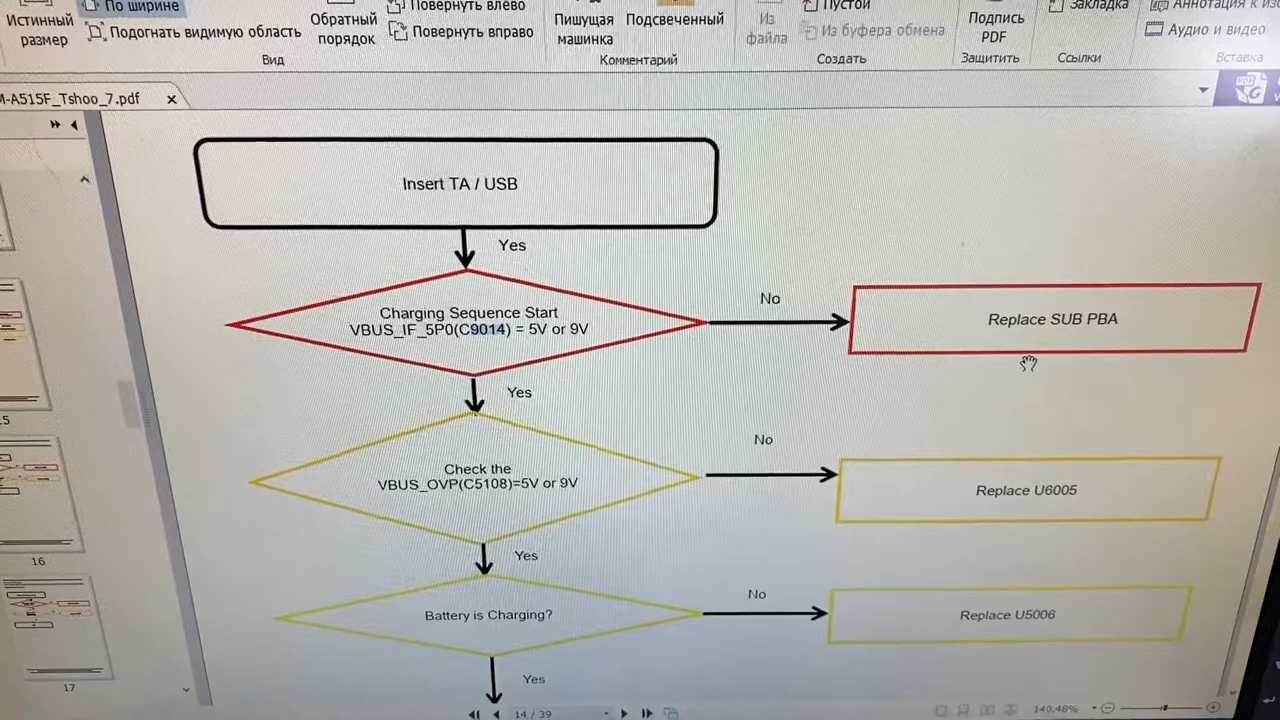 По ширине
Повернуть влево
Пустой
Закладка
Истинный размер
Подогнать видимую область
Обратный порядок
Повернуть вправо
Пишущая машинка
Подсвеченный
Из файла
Из буфера обмена
Подпись PDF
Аудио и видео
Вид
Комментарий
Создать
Защитить
Ссылки
Вставка
M-A515F_Tshoo_7.pdf
Insert TA / USB
Yes
Charging Sequence Start
VBUS_IF_5P0(C9014) = 5V or 9V
No
Replace SUB PBA
Yes
Check the
VBUS_OVP(C5108)=5V or 9V
No
Replace U6005
Yes
Battery is Charging?
No
Replace U5006
Yes
5
16
17
14 / 39
140,48%